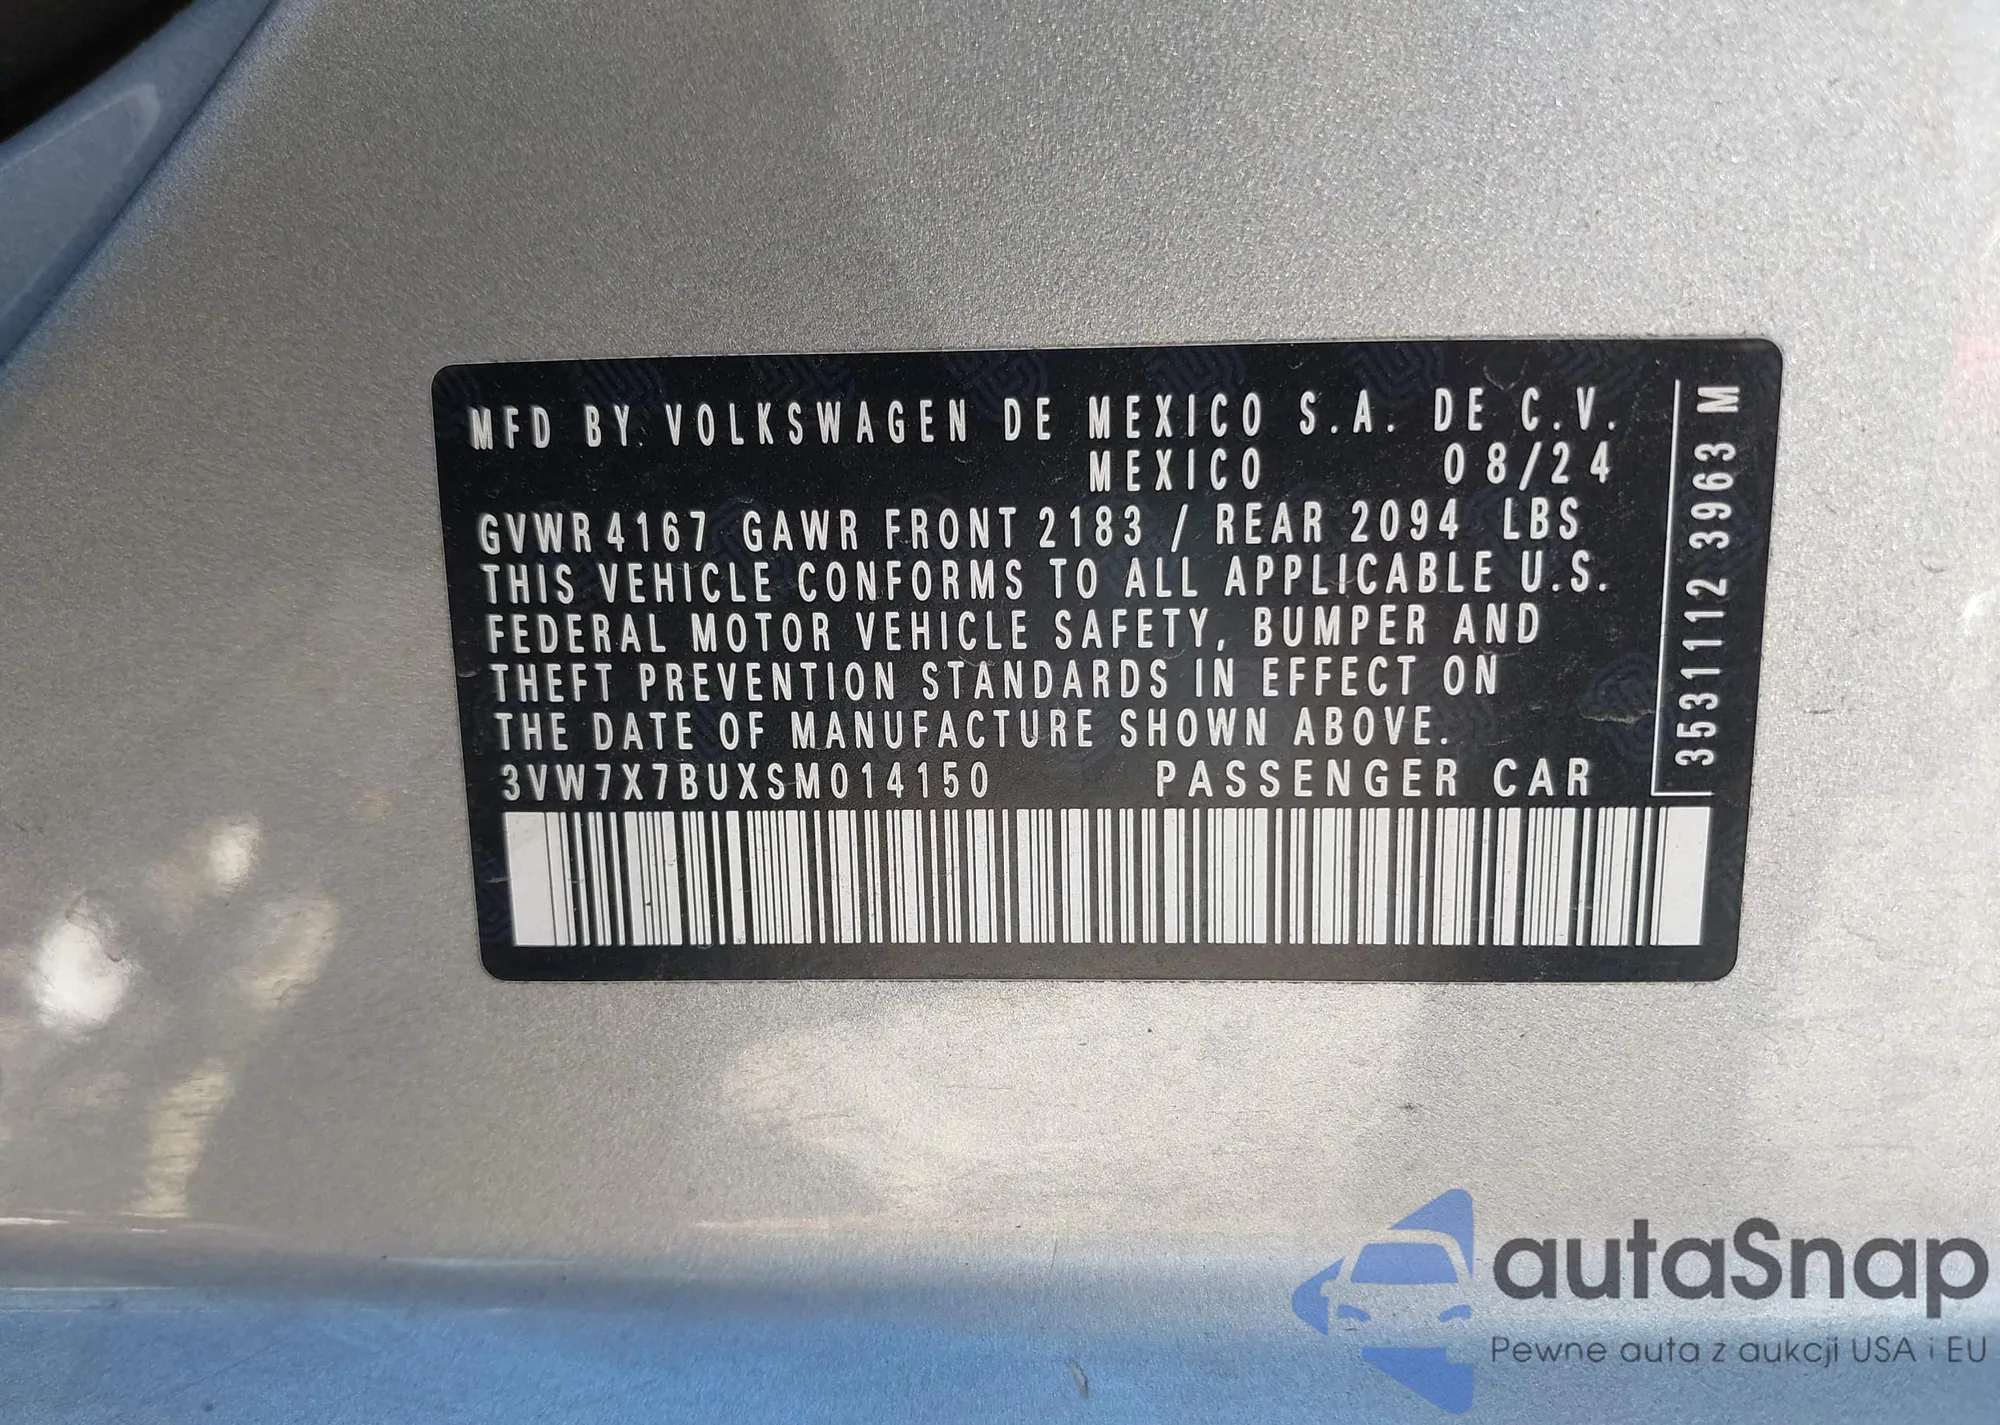 MFD BY VOLKSWAGEN DE MEXICO S.A. DE C.V.
MEXICO 08/24
GVWR 4167 GAWR FRONT 2183 / REAR 2094 LBS
THIS VEHICLE CONFORMS TO ALL APPLICABLE U.S.
FEDERAL MOTOR VEHICLE SAFETY, BUMPER AND
THEFT PREVENTION STANDARDS IN EFFECT ON
THE DATE OF MANUFACTURE SHOWN ABOVE.
3VW7X7BUXSM014150 PASSENGER CAR
3531112 3963 M
autaSnap
Pewne auta z aukcji USA i EU